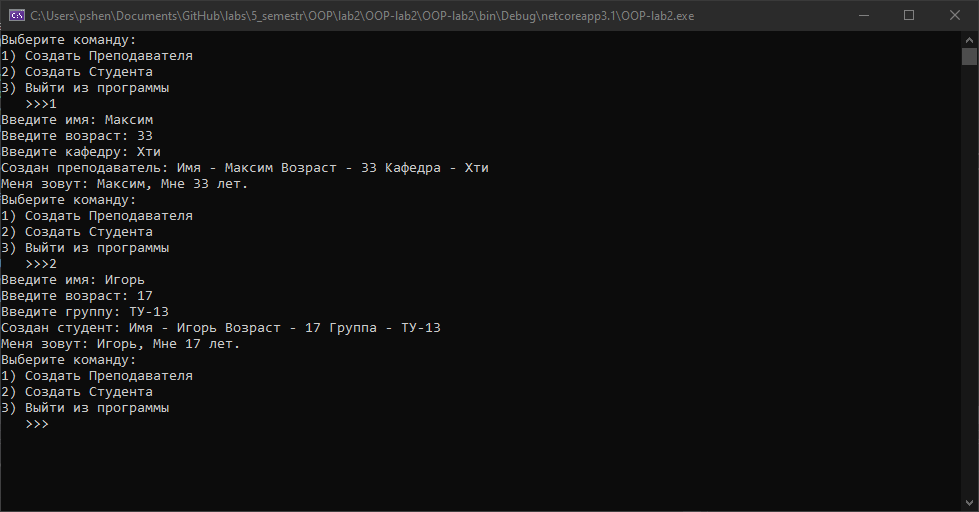 C:\Users\pshen\Documents\GitHub\labs\5_semestr\OOP\lab2\OOP-lab2\OOP-lab2\bin\Debug\netcoreapp3.1\OOP-lab2.exe
Выберите команду:
1) Создать Преподавателя
2) Создать Студента
3) Выйти из программы
   >>>1
Введите имя: Максим
Введите возраст: 33
Введите кафедру: Хти
Создан преподаватель: Имя - Максим Возраст - 33 Кафедра - Хти
Меня зовут: Максим, Мне 33 лет.
Выберите команду:
1) Создать Преподавателя
2) Создать Студента
3) Выйти из программы
   >>>2
Введите имя: Игорь
Введите возраст: 17
Введите группу: ТУ-13
Создан студент: Имя - Игорь Возраст - 17 Группа - ТУ-13
Меня зовут: Игорь, Мне 17 лет.
Выберите команду:
1) Создать Преподавателя
2) Создать Студента
3) Выйти из программы
   >>>